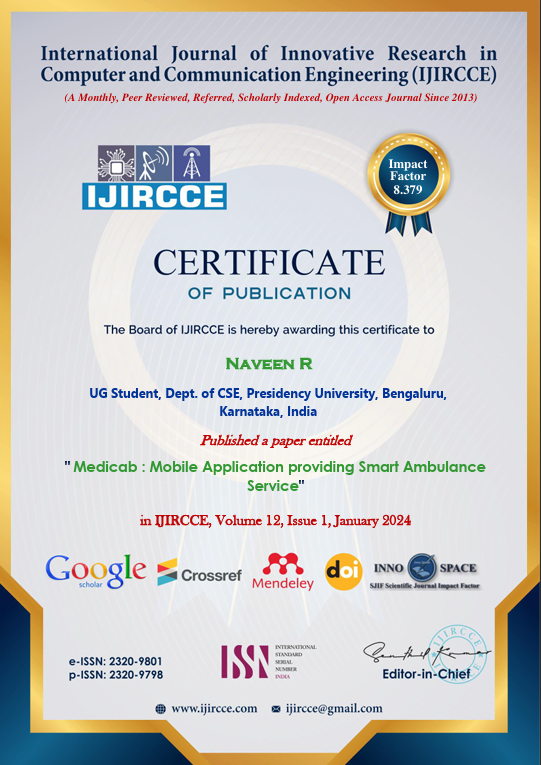 International Journal of Innovative Research in
Computer and Communication Engineering (IJIRCCE)
(A Monthly, Peer Reviewed, Referred, Scholarly Indexed, Open Access Journal Since 2013)
IJIRCCE
Impact
Factor
8.379
CERTIFICATE
OF PUBLICATION
The Board of IJIRCCE is hereby awarding this certificate to
NAVEEN R
UG Student, Dept. of CSE, Presidency University, Bengaluru,
Karnataka, India
Published a paper entitled
" Medicab : Mobile Application providing Smart Ambulance
Service"
in IJIRCCE, Volume 12, Issue 1, January 2024
Google
scholar
Crossref
Mendeley
doi
INNO SPACE
SJIF Scientific Journal Impact Factor
e-ISSN: 2320-9801
p-ISSN: 2320-9798
ISSN
INTERNATIONAL
STANDARD
SERIAL
NUMBER
INDIA
IJIRCCE
Senthil Kumar
Editor-in-Chief
www.ijircce.com ijircce@gmail.com